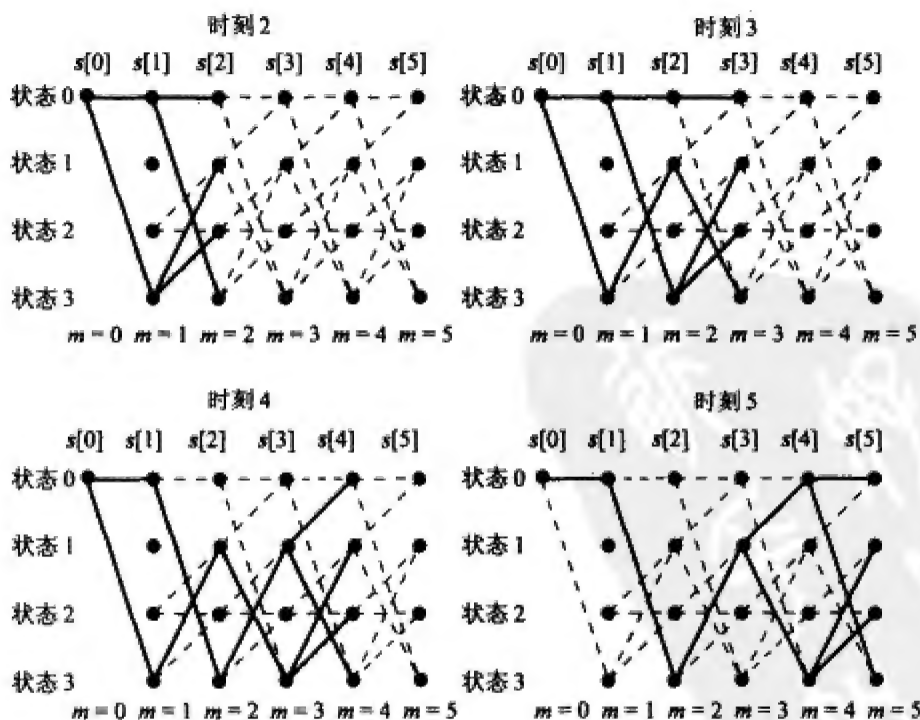 时刻2
s[0] s[1] s[2] s[3] s[4] s[5]
状态 0
状态 1
状态 2
状态 3
m = 0 m = 1 m = 2 m = 3 m = 4 m = 5
时刻3
s[0] s[1] s[2] s[3] s[4] s[5]
状态 0
状态 1
状态 2
状态 3
m = 0 m = 1 m = 2 m = 3 m = 4 m = 5
时刻4
s[0] s[1] s[2] s[3] s[4] s[5]
状态 0
状态 1
状态 2
状态 3
m = 0 m = 1 m = 2 m = 3 m = 4 m = 5
时刻5
s[0] s[1] s[2] s[3] s[4] s[5]
状态 0
状态 1
状态 2
状态 3
m = 0 m = 1 m = 2 m = 3 m = 4 m = 5